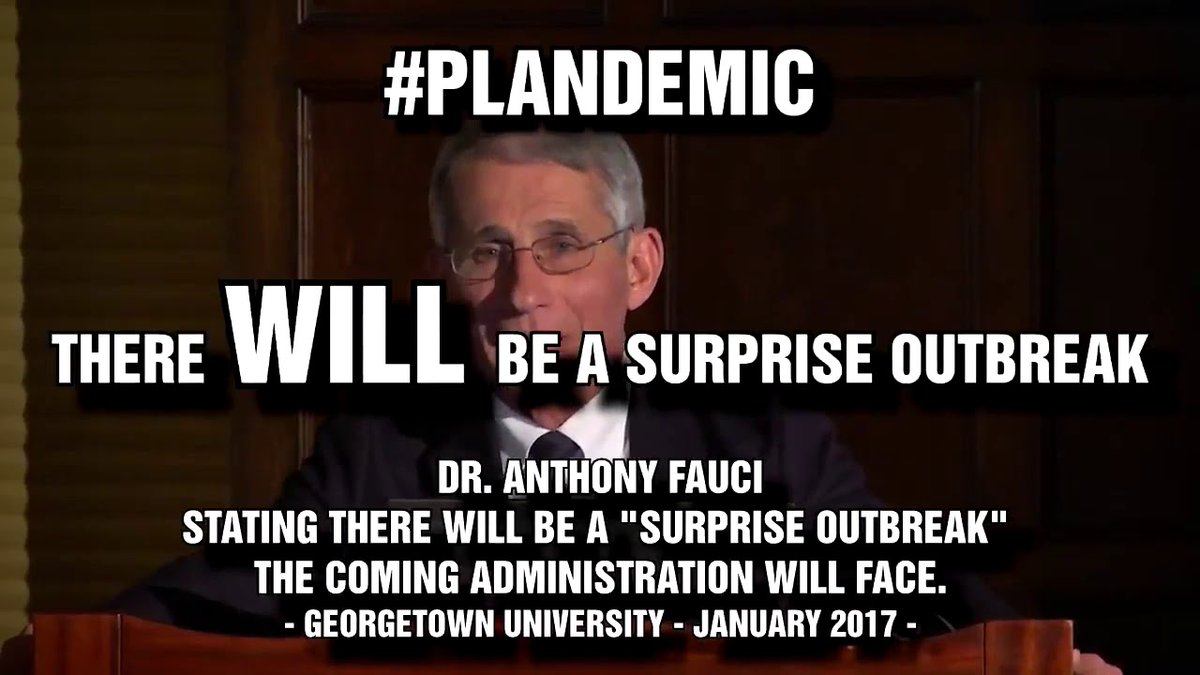 #PLANDEMIC
THERE WILL BE A SURPRISE OUTBREAK
DR. ANTHONY FAUCI
STATING THERE WILL BE A "SURPRISE OUTBREAK"
THE COMING ADMINISTRATION WILL FACE.
- GEORGETOWN UNIVERSITY - JANUARY 2017 -